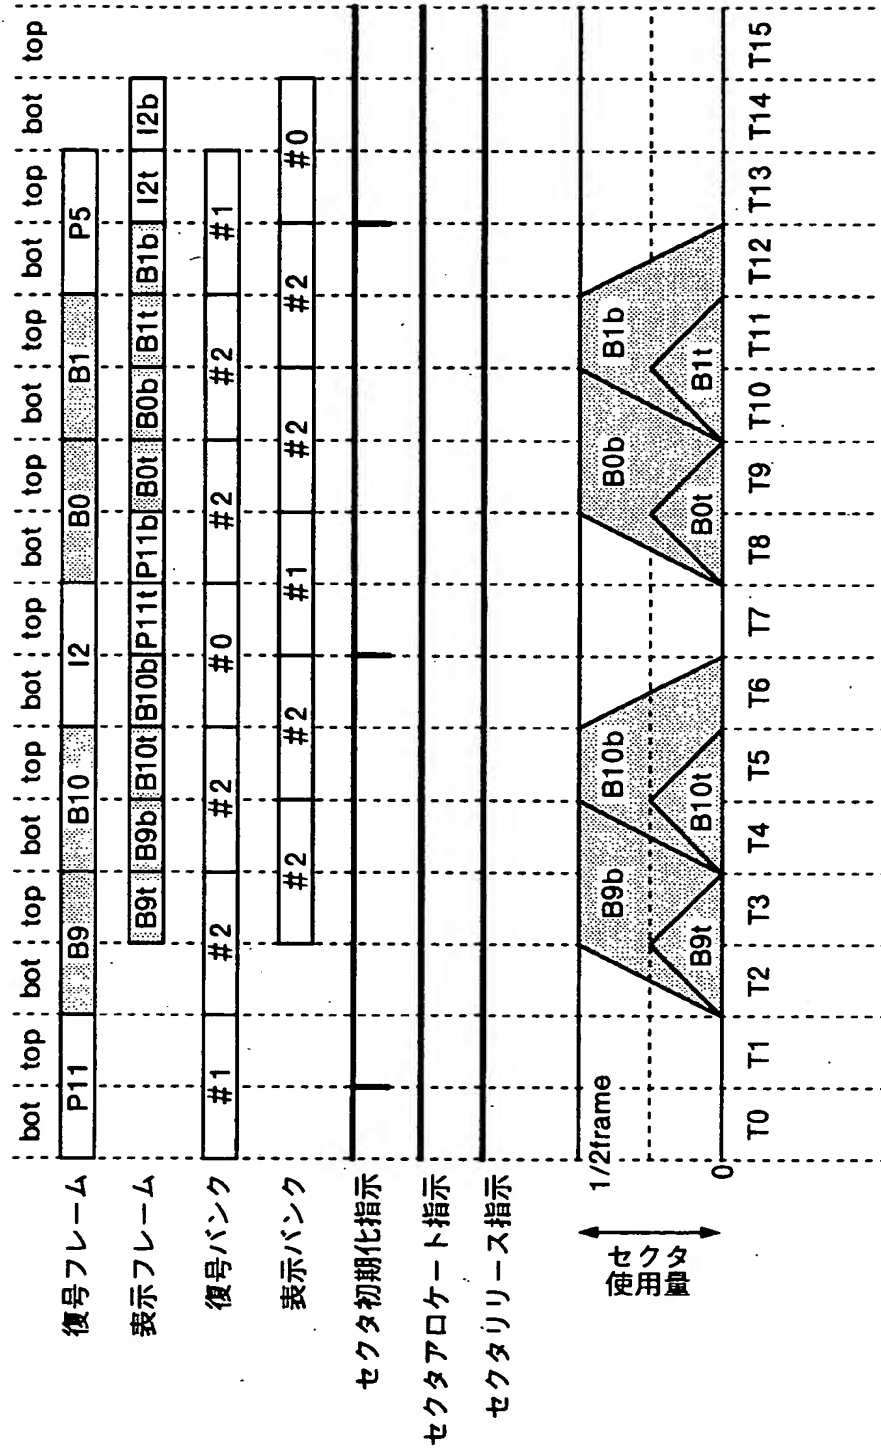 bot top bot top bot top bot top bot top bot top bot top bot top
復号フレーム P11 B9 B10 I2 B0 B1 P5
表示フレーム B9t B9b B10t B10b P11t P11b B0t B0b B1t B1b I2t I2b
復号バンク #1 #2 #2 #0 #2 #2 #1
表示バンク #2 #2 #1 #2 #2 #0
セクタ初期化指示
セクタアロケート指示
セクタリリース指示
1/2frame
セクタ
使用量
B9b B10b B0b B1b
B9t B10t B0t B1t
0
T0 T1 T2 T3 T4 T5 T6 T7 T8 T9 T10 T11 T12 T13 T14 T15